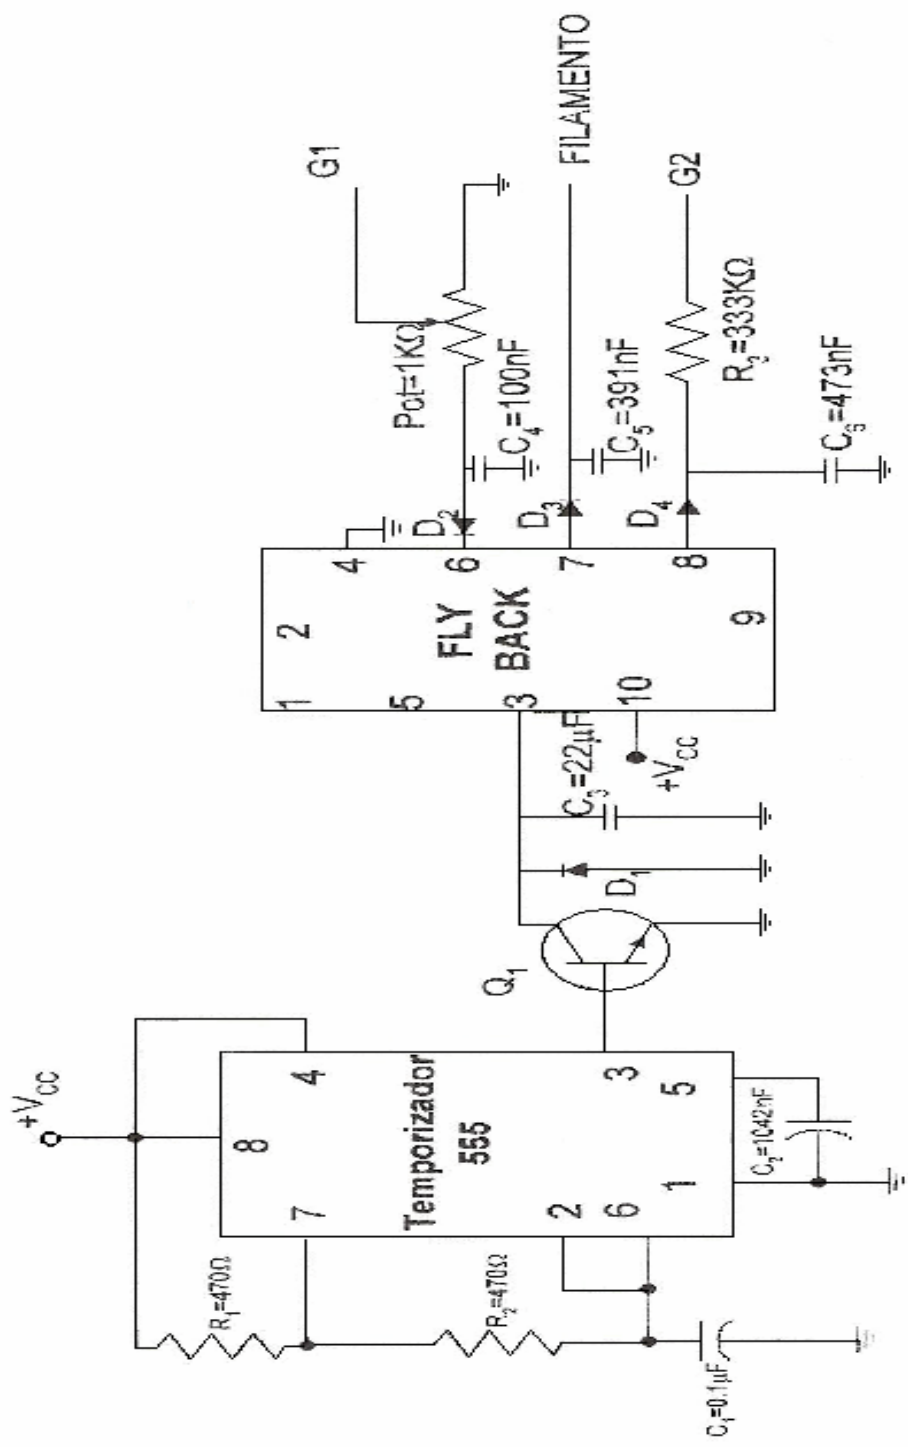 +V_CC
R₁=470Ω
R₂=470Ω
C₁=0.1µF
7
8
4
Temporizador
555
2
6
3
1
5
C₂=1042nF
Q₁
D₁
C₃=22µF
+V_CC
1
2
5
3
10
FLY
BACK
4
6
7
8
9
D₂
D₃
D₄
Pot=1KΩ
C₄=100nF
C₅=391nF
R₃=333KΩ
C₆=473nF
G1
FILAMENTO
G2